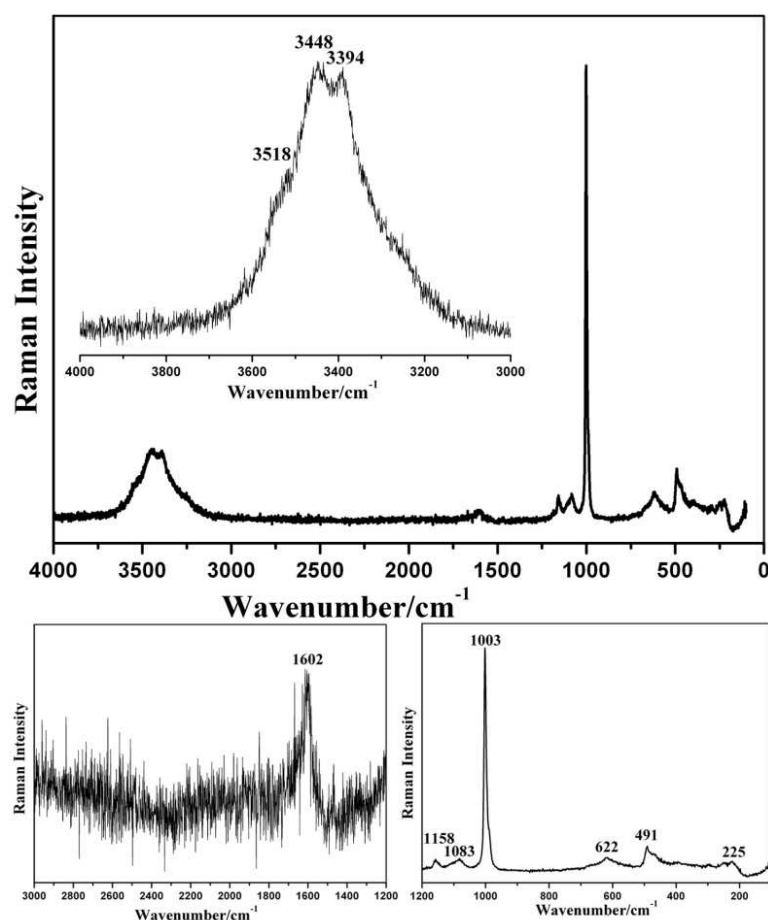 3448
3394
3518
4000 3800 3600 3400 3200 3000
Wavenumber/cm-1
Raman Intensity
4000 3500 3000 2500 2000 1500 1000 500 0
Wavenumber/cm-1
1602
Raman Intensity
3000 2800 2600 2400 2200 2000 1800 1600 1400 1200
Wavenumber/cm-1
1003
1158
1083
622
491
225
Raman Intensity
1200 1000 800 600 400 200
Wavenumber/cm-1